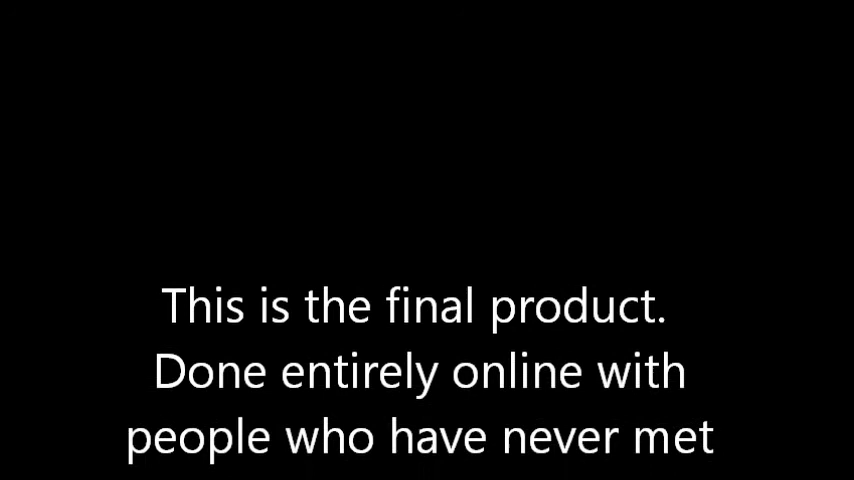 This is the final product.
Done entirely online with
people who have never met